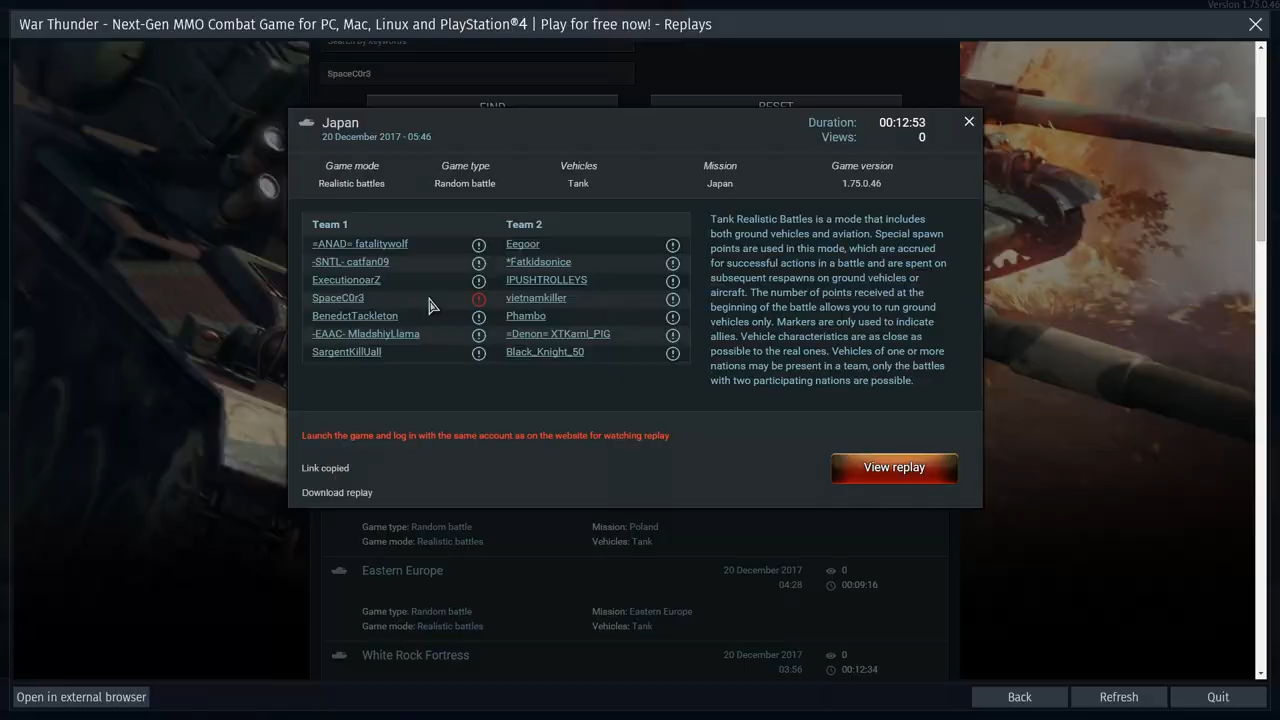 Version 1.75.0.46
War Thunder - Next-Gen MMO Combat Game for PC, Mac, Linux and PlayStation®4 | Play for free now! - Replays
Search by keywords
SpaceC0r3
FIND RESET
Japan
20 December 2017 - 05:46
Duration: 00:12:53
Views: 0
Game mode Game type Vehicles Mission Game version
Realistic battles Random battle Tank Japan 1.75.0.46
Team 1 Team 2
=ANAD= fatalitywolf Eegoor
-SNTL- catfan09 *Fatkidsonice
ExecutionoarZ IPUSHTROLLEYS
SpaceC0r3 vietnamkiller
BenedctTackleton Phambo
-EAAC- MladshiyLlama =Denon= XTKamI_PIG
SargentKillUall Black_Knight_50
Tank Realistic Battles is a mode that includes
both ground vehicles and aviation. Special spawn
points are used in this mode, which are accrued
for successful actions in a battle and are spent
on subsequent respawns on ground vehicles or
aircraft. The number of points received at the
beginning of the battle allows you to run ground
vehicles only. Markers are only used to indicate
allies. Vehicle characteristics are as close as
possible to the real ones. Vehicles of one or more
nations may be present in a team, only the battles
with two participating nations are possible.
Launch the game and log in with the same account as on the website for watching replay
Link copied
View replay
Download replay
Game type: Random battle Mission: Poland
Game mode: Realistic battles Vehicles: Tank
Eastern Europe 20 December 2017 0
04:28 00:09:16
Game type: Random battle Mission: Eastern Europe
Game mode: Realistic battles Vehicles: Tank
White Rock Fortress 20 December 2017 0
03:56 00:12:34
Open in external browser Back Refresh Quit